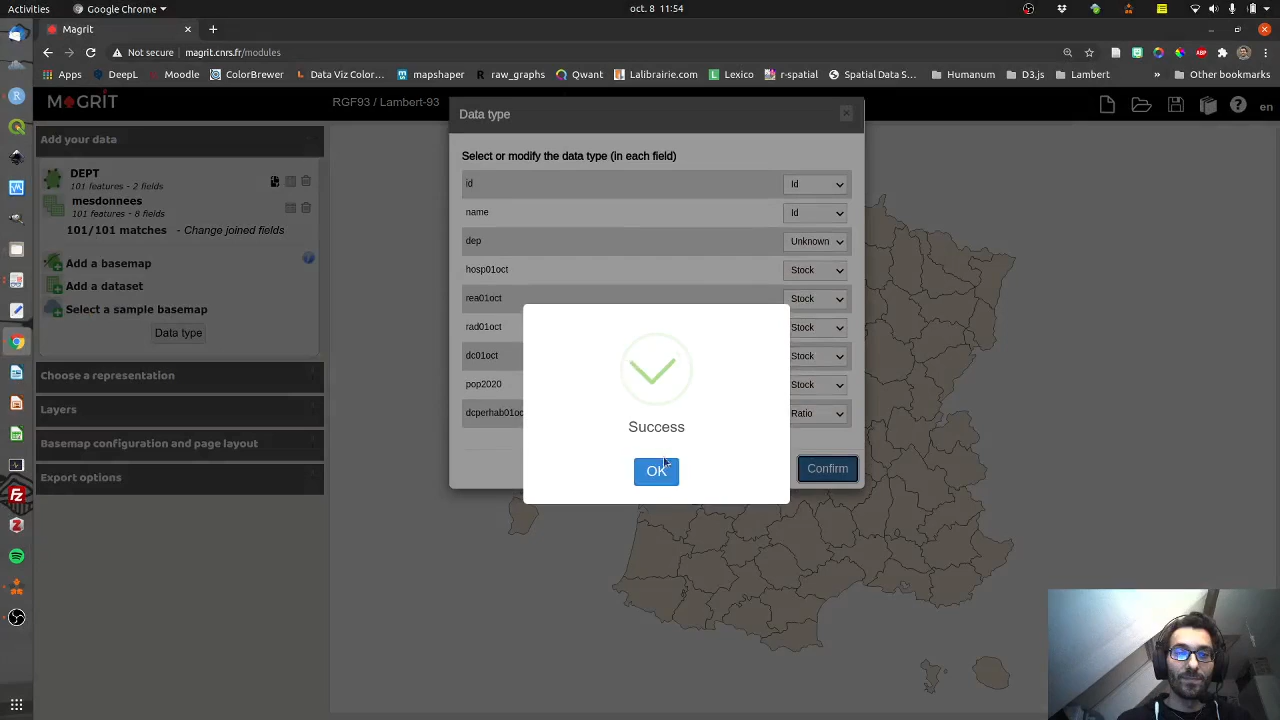 Activities Google Chrome oct. 8 11:54
Magrit
Not secure magrit.cnrs.fr/modules
Apps DeepL Moodle ColorBrewer Data Viz Color... mapshaper raw_graphs Qwant Lalibrairie.com Lexico r-spatial Spatial Data S... Humanum D3.js Lambert » Other bookmarks
MAGRIT RGF93 / Lambert-93 en
Data type
Add your data
Select or modify the data type (in each field)
DEPT
101 features - 2 fields
mesdonnees
101 features - 8 fields
101/101 matches - Change joined fields
Add a basemap
Add a dataset
Select a sample basemap
Data type
Choose a representation
Layers
Basemap configuration and page layout
Export options
id Id
name Id
dep Unknown
hosp01oct Stock
rea01oct Stock
rad01oct Stock
dc01oct Stock
pop2020 Stock
dcperhab01oc Ratio
Success
OK
Confirm